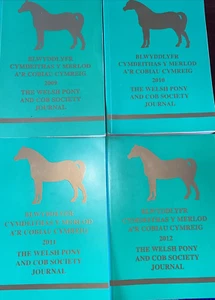 BLWYDDLYFR
CYMDEITHAS Y MERLOD
A'R COBIAU CYMREIG
THE WELSH PONY
AND COB SOCIETY
JOURNAL
BLWYDDLYFR
CYMDEITHAS Y MERLOD
A'R COBIAU CYMREIG
2010
THE WELSH PONY
AND COB SOCIETY
JOURNAL
BLWYDDLYFR
CYMDEITHAS Y MERLOD
A'R COBIAU CYMREIG
2011
THE WELSH PONY
AND COB SOCIETY
JOURNAL
BLWYDDLYFR
CYMDEITHAS Y MERLOD
A'R COBIAU CYMREIG
2012
THE WELSH PONY
AND COB SOCIETY
JOURNAL